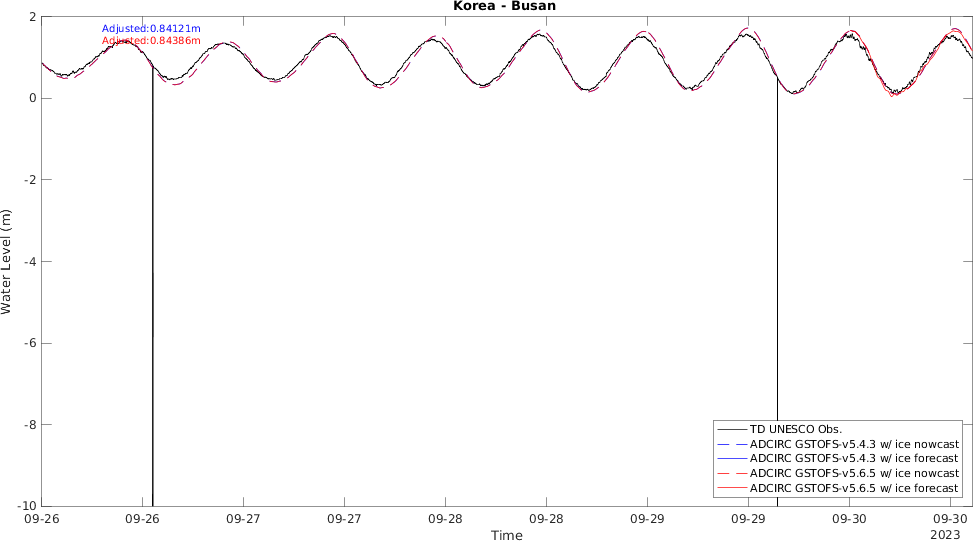 Korea - Busan
Adjusted:0.84121m
Adjusted:0.84386m
2
0
-2
-4
-6
-8
-10
Water Level (m)
09-26 09-26 09-27 09-27 09-28 09-28 09-29 09-29 09-30 09-30
2023
Time
TD UNESCO Obs.
ADCIRC GSTOFS-v5.4.3 w/ ice nowcast
ADCIRC GSTOFS-v5.4.3 w/ ice forecast
ADCIRC GSTOFS-v5.6.5 w/ ice nowcast
ADCIRC GSTOFS-v5.6.5 w/ ice forecast